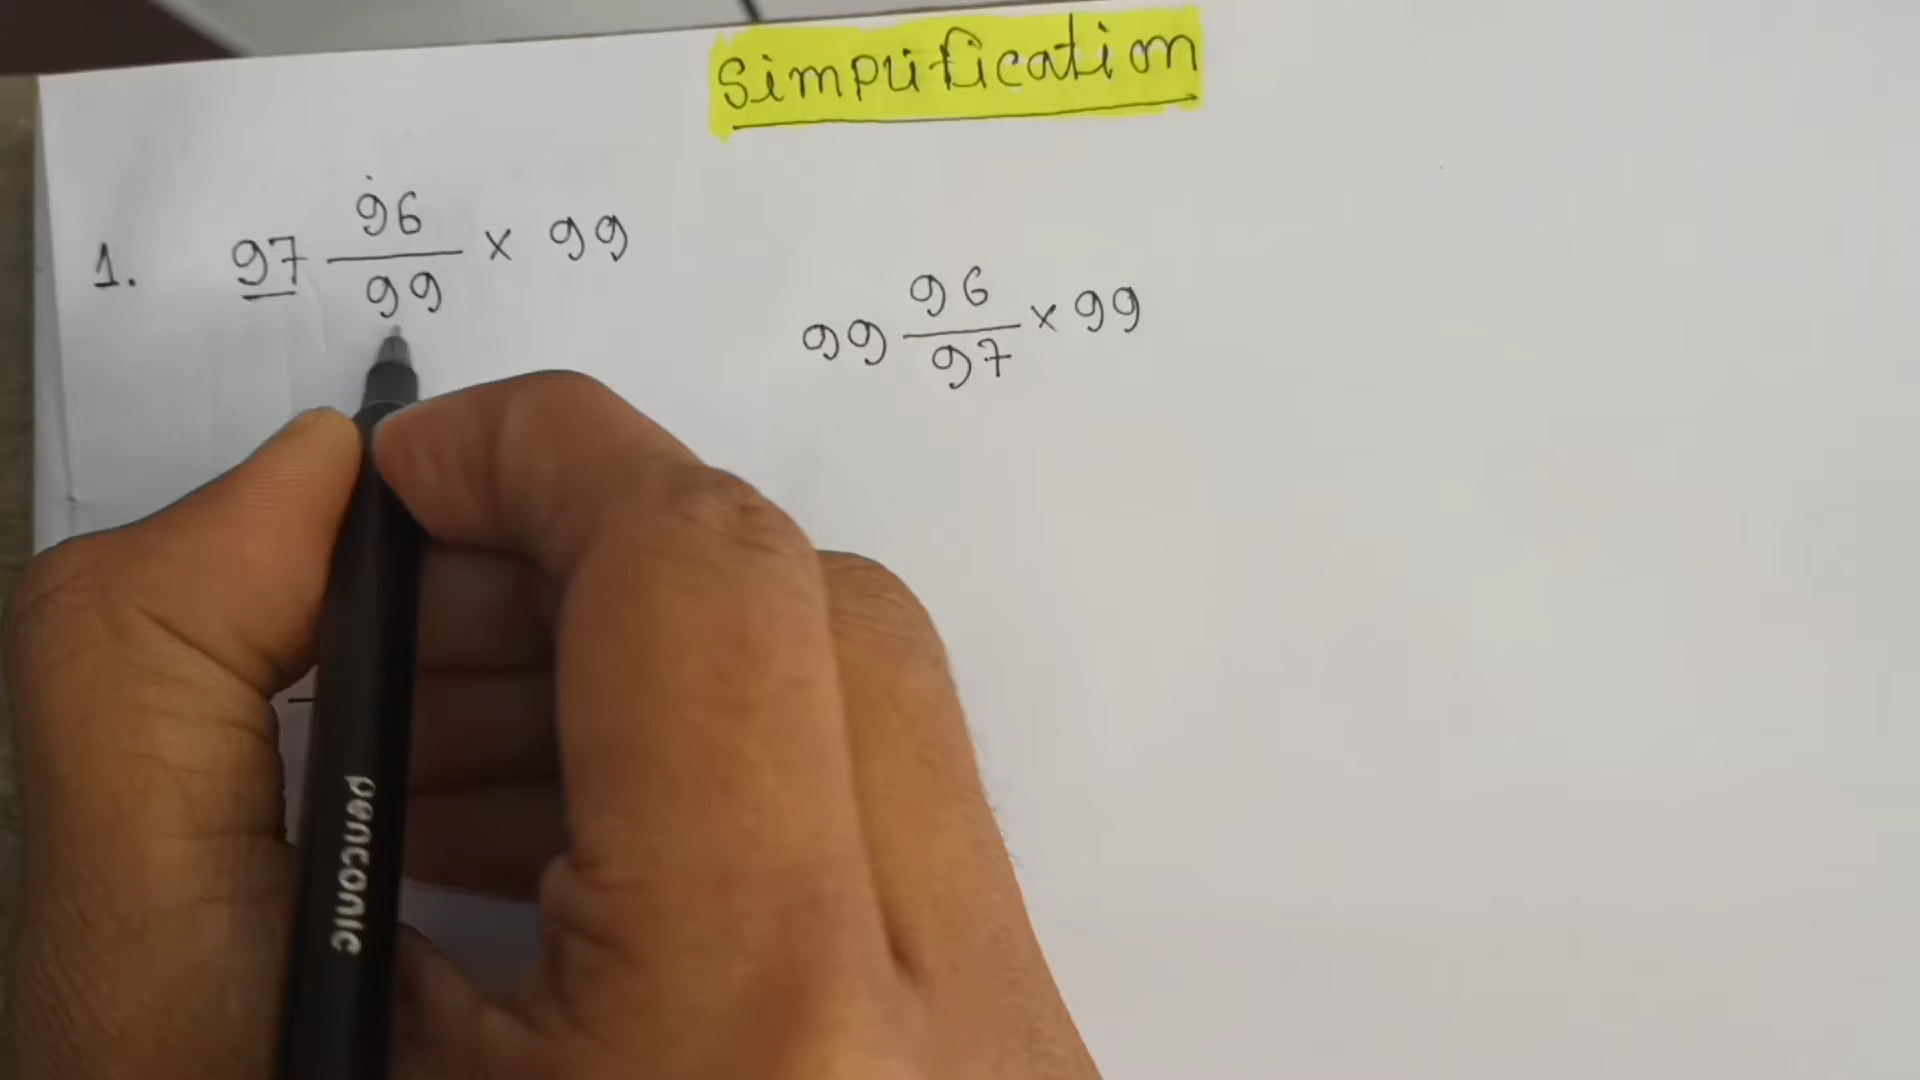 Simplification
1. 97 96/99 × 99
99 96/97 × 99
penconic